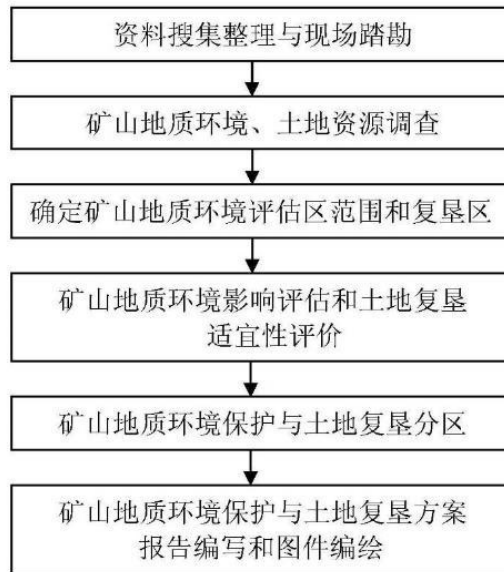 资料搜集整理与现场踏勘
矿山地质环境、土地资源调查
确定矿山地质环境评估区范围和复垦区
矿山地质环境影响评估和土地复垦
适宜性评价
矿山地质环境保护与土地复垦分区
矿山地质环境保护与土地复垦方案
报告编写和图件编绘